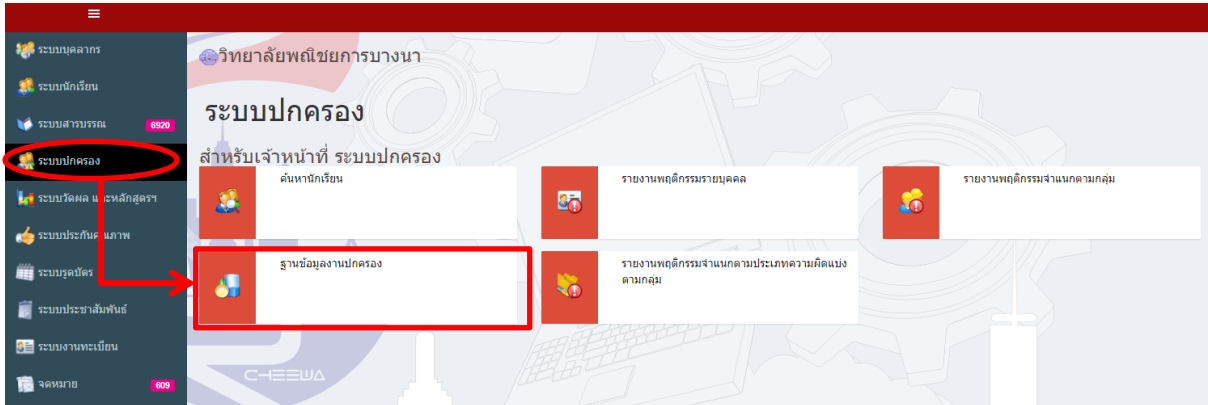 ระบบบุคลากร
ระบบนักเรียน
ระบบสารบรรณ 6920
ระบบปกครอง
ระบบวัดผล และหลักสูตรฯ
ระบบประกันคุณภาพ
ระบบรูดบัตร
ระบบประชาสัมพันธ์
ระบบงานทะเบียน
จดหมาย 609
วิทยาลัยพณิชยการบางนา
ระบบปกครอง
สำหรับเจ้าหน้าที่ ระบบปกครอง
ค้นหานักเรียน
รายงานพฤติกรรมรายบุคคล
รายงานพฤติกรรมจำแนกตามกลุ่ม
ฐานข้อมูลงานปกครอง
รายงานพฤติกรรมจำแนกตามประเภทความผิดแบ่ง
ตามกลุ่ม
CHEEWA